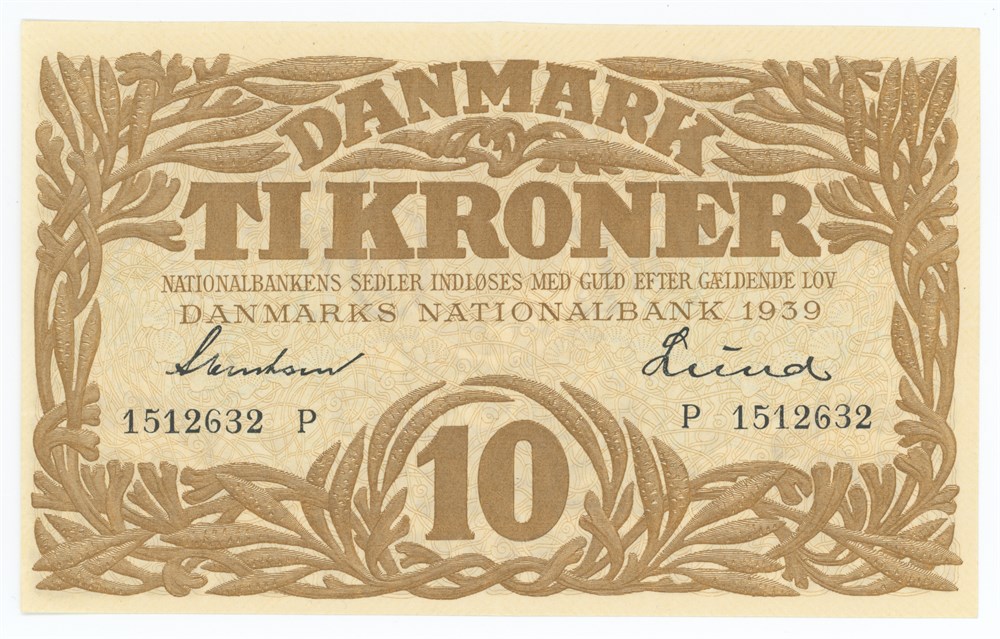 DANMARK
TI KRONER
NATIONALBANKENS SEDLER INDLØSES MED GULD EFTER GÆLDENDE LOV
DANMARKS NATIONALBANK 1939
Lund
1512632 P P 1512632
10